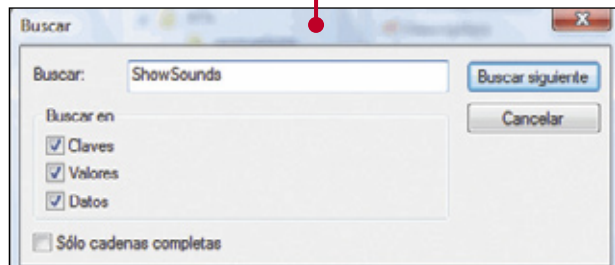 Buscar
Buscar: ShowSounds Buscar siguiente
Buscar en Cancelar
Claves
Valores
Datos
Sólo cadenas completas